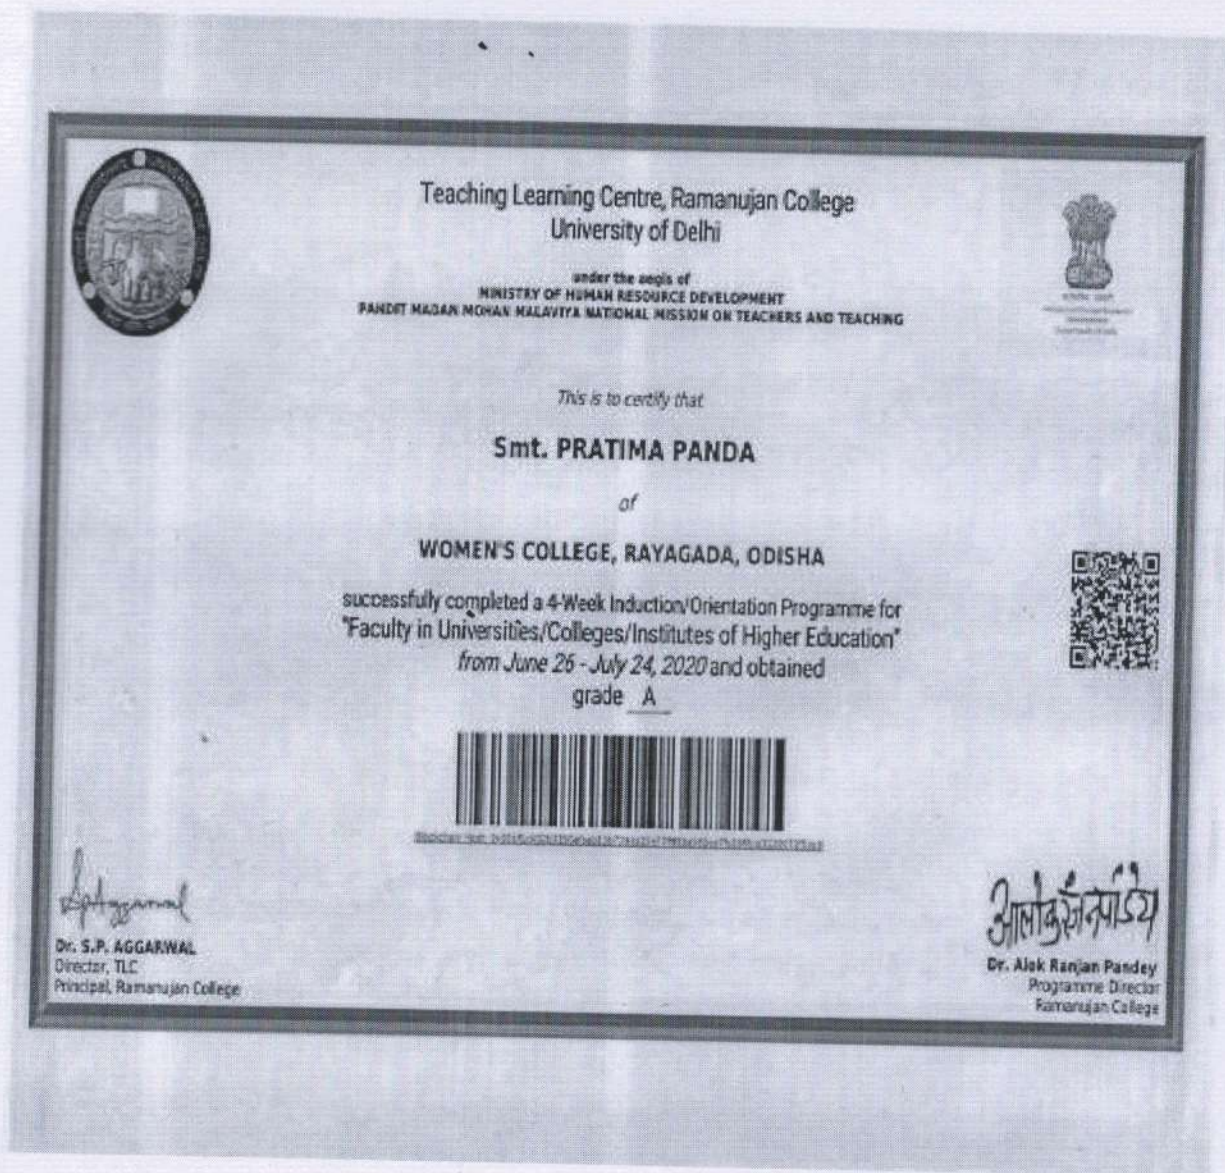 Teaching Learning Centre, Ramanujan College
University of Delhi
under the aegis of
MINISTRY OF HUMAN RESOURCE DEVELOPMENT
PANDIT MADAN MOHAN MALAVIYA NATIONAL MISSION ON TEACHERS AND TEACHING
This is to certify that
Smt. PRATIMA PANDA
of
WOMEN'S COLLEGE, RAYAGADA, ODISHA
successfully completed a 4-Week Induction/Orientation Programme for
"Faculty in Universities/Colleges/Institutes of Higher Education"
from June 26 - July 24, 2020 and obtained
grade A
SPAggarwal
Dr. S.P. AGGARWAL
Director, TLC
Principal, Ramanujan College
आलोक रंजन पांडेय
Dr. Alok Ranjan Pandey
Programme Director
Ramanujan College